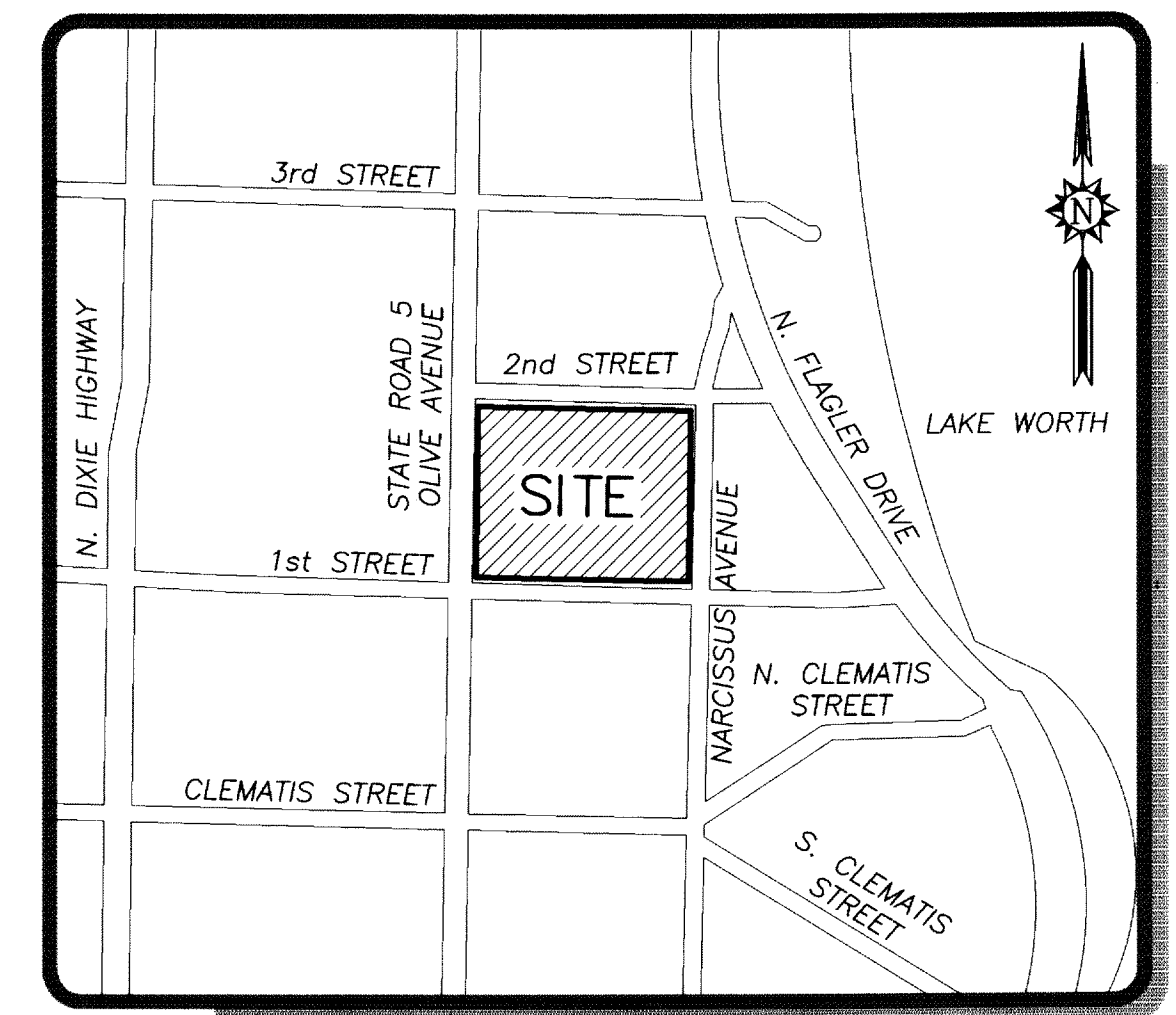 3rd STREET
N
N. DIXIE HIGHWAY
STATE ROAD 5
OLIVE AVENUE
2nd STREET
N. FLAGLER DRIVE
LAKE WORTH
SITE
NARCISSUS AVENUE
1st STREET
N. CLEMATIS
STREET
CLEMATIS STREET
S. CLEMATIS
STREET